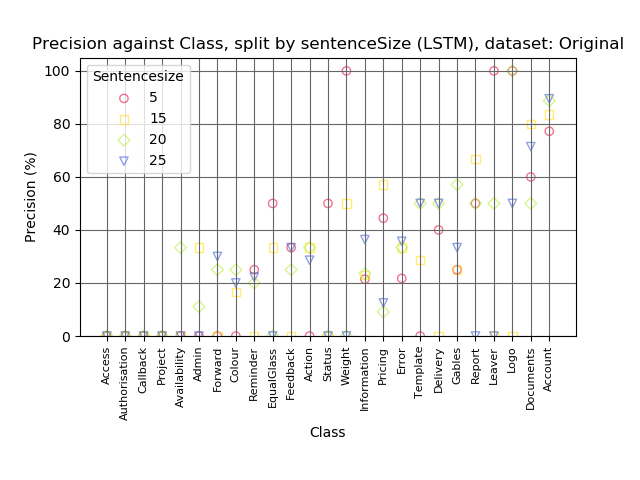 Precision against Class, split by sentenceSize (LSTM), dataset: Original
Sentencesize
5
15
20
25
Precision (%)
100
80
60
40
20
0
Access
Authorisation
Callback
Project
Availability
Admin
Forward
Colour
Reminder
EqualGlass
Feedback
Action
Status
Weight
Information
Pricing
Error
Template
Delivery
Gables
Report
Leaver
Logo
Documents
Account
Class